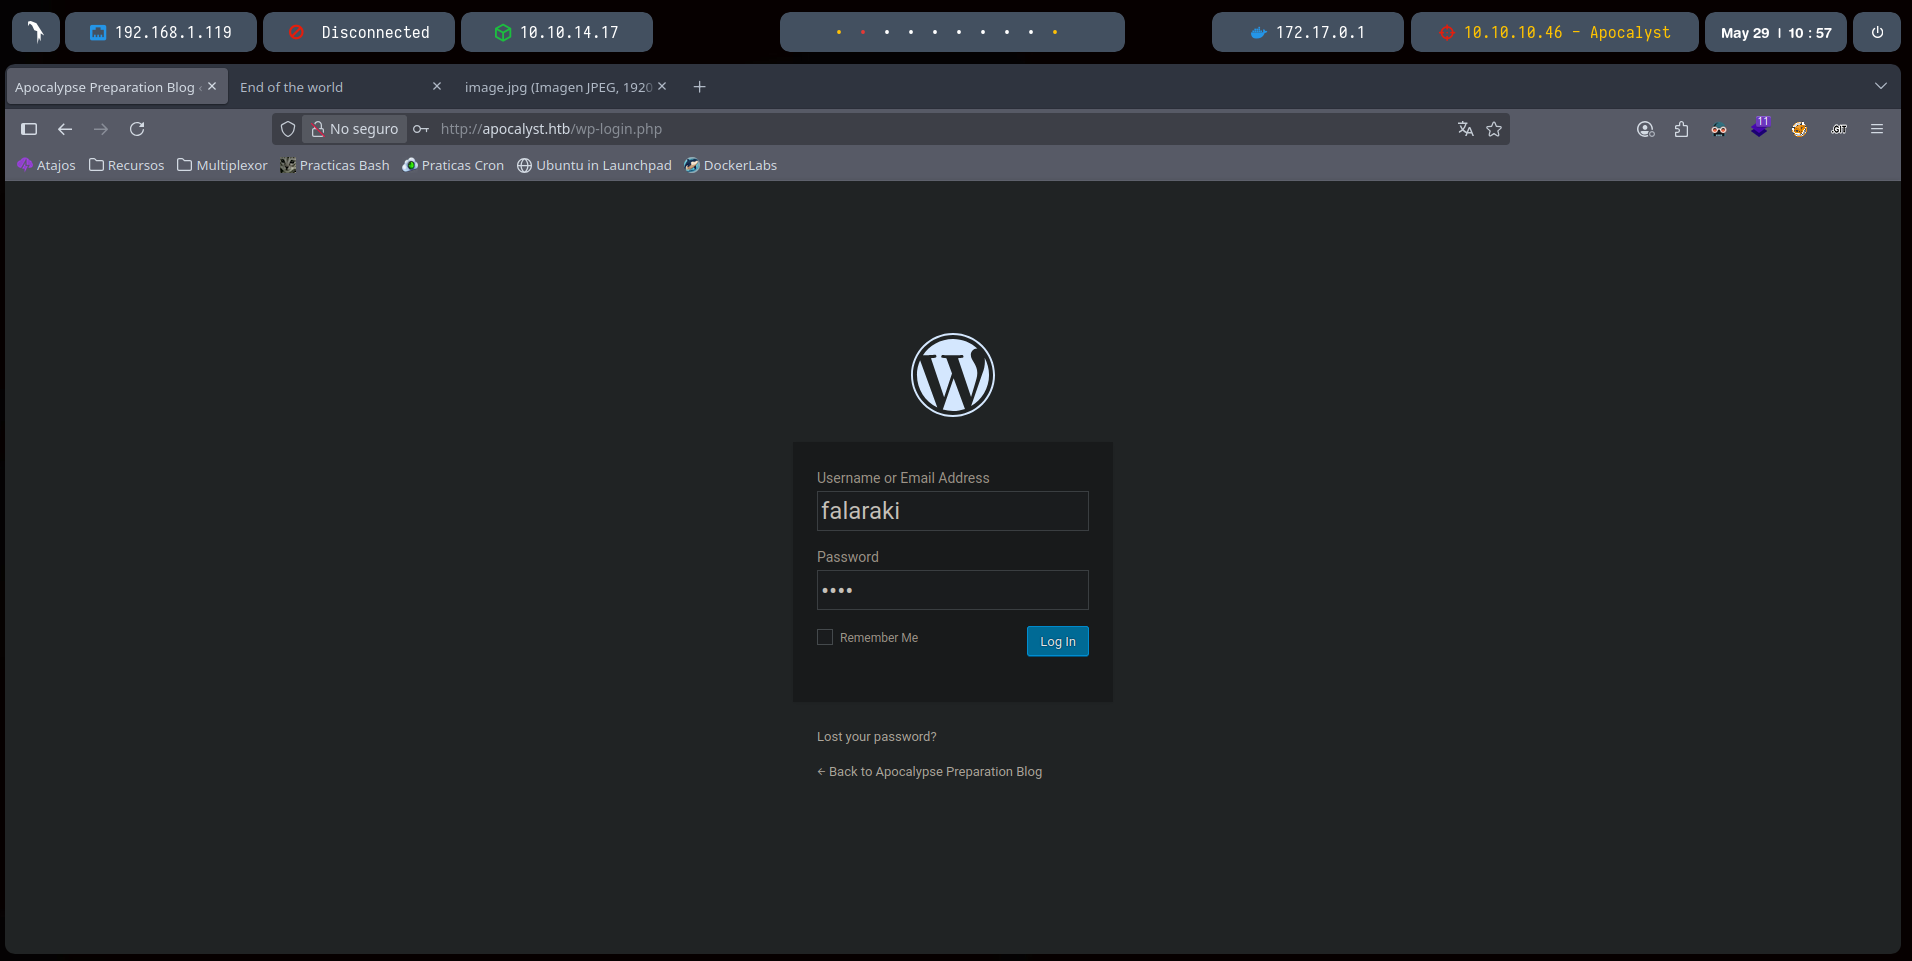 192.168.1.119 Disconnected 10.10.14.17 172.17.0.1 10.10.10.46 - Apocalyst May 29 | 10 : 57
Apocalypse Preparation Blog ‹ End of the world image.jpg (Imagen JPEG, 1920
No seguro http://apocalyst.htb/wp-login.php 11 .GIT
Atajos Recursos Multiplexor Practicas Bash Praticas Cron Ubuntu in Launchpad DockerLabs
Username or Email Address
falaraki
Password
••••
Remember Me Log In
Lost your password?
← Back to Apocalypse Preparation Blog